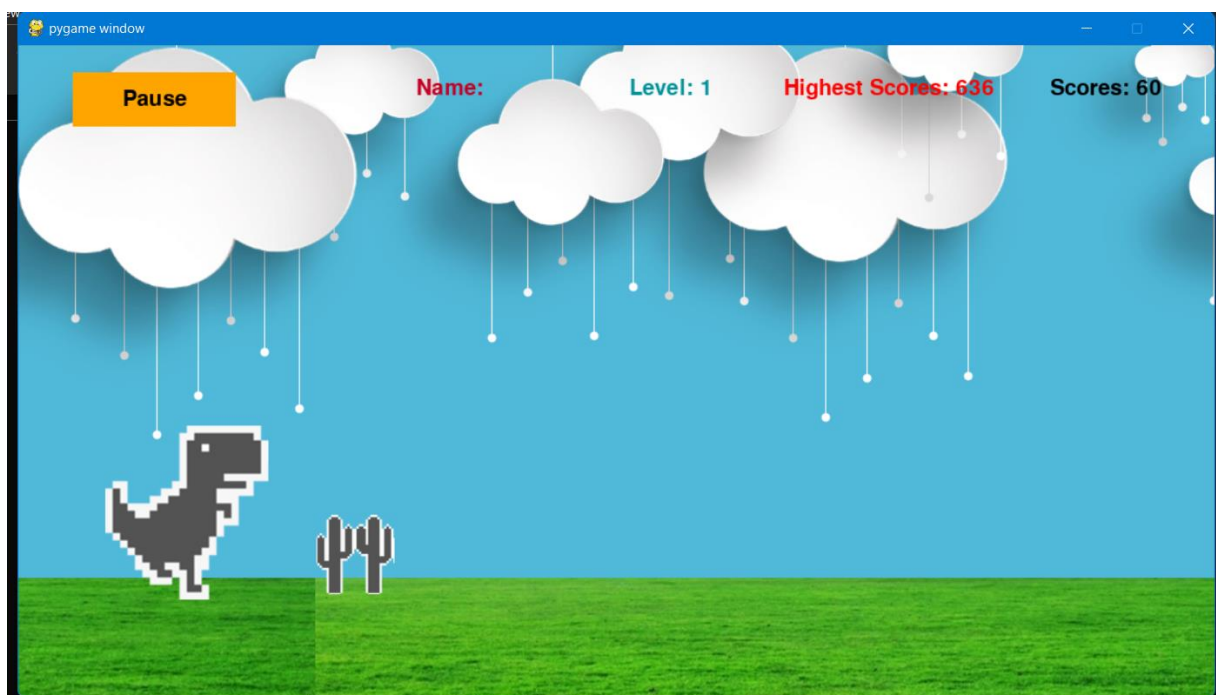 pygame window
Pause
Name:
Level: 1
Highest Scores: 636
Scores: 60